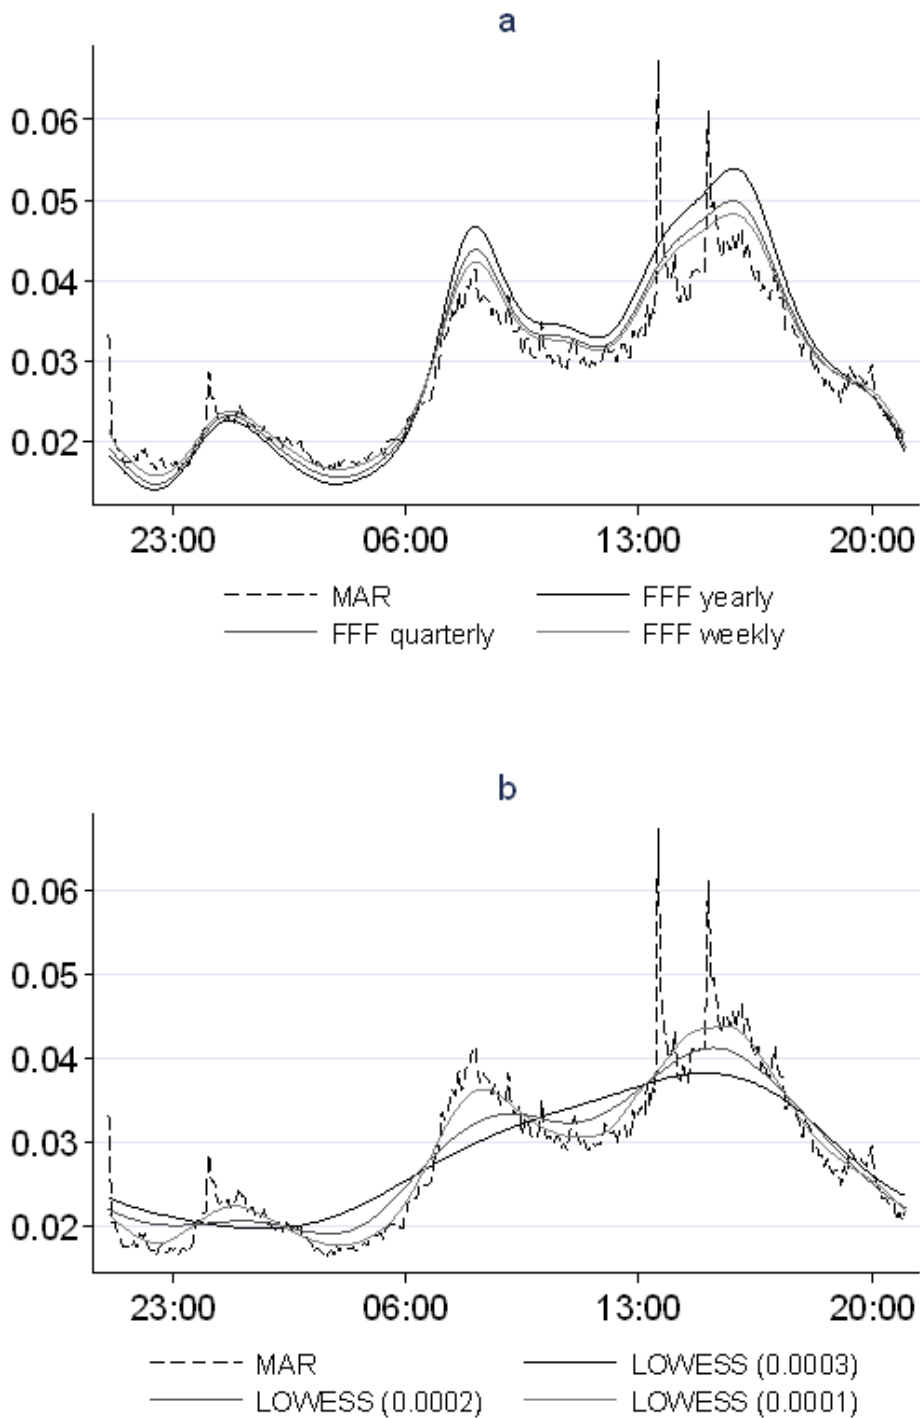 a
0.06
0.05
0.04
0.03
0.02
23:00 06:00 13:00 20:00
MAR FFF yearly
FFF quarterly FFF weekly
b
0.06
0.05
0.04
0.03
0.02
23:00 06:00 13:00 20:00
MAR LOWESS (0.0003)
LOWESS (0.0002) LOWESS (0.0001)